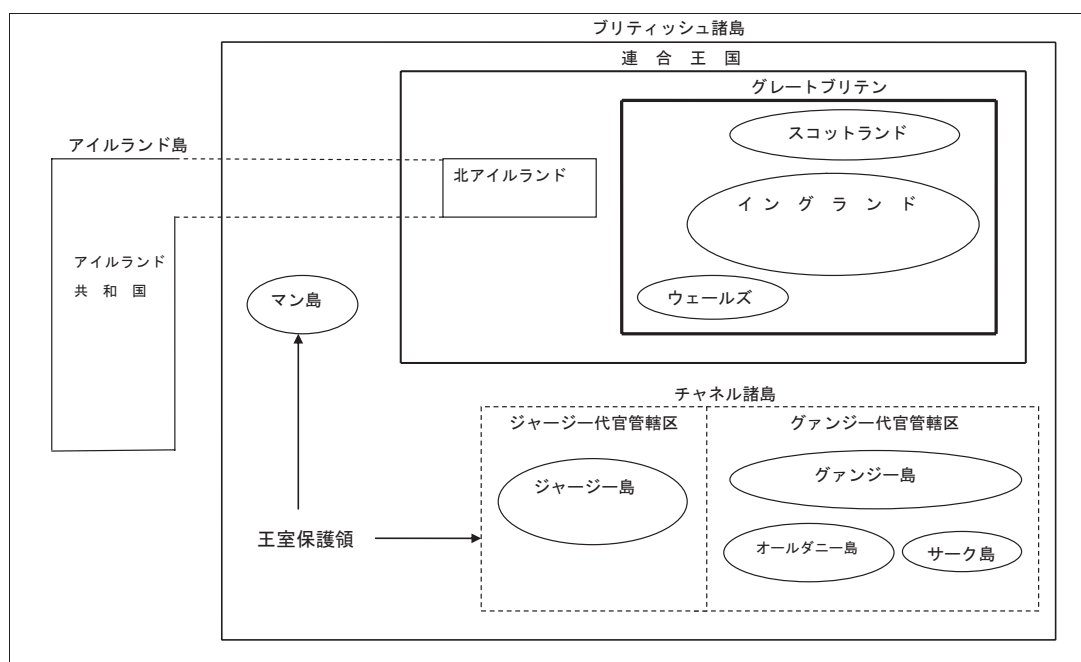 ブリティッシュ諸島
連合王国
グレートブリテン
スコットランド
アイルランド島
北アイルランド
イングランド
アイルランド
共和国
マン島
ウェールズ
チャネル諸島
ジャージー代官管轄区
グァンジー代官管轄区
グァンジー島
ジャージー島
王室保護領
オールダニー島
サーク島